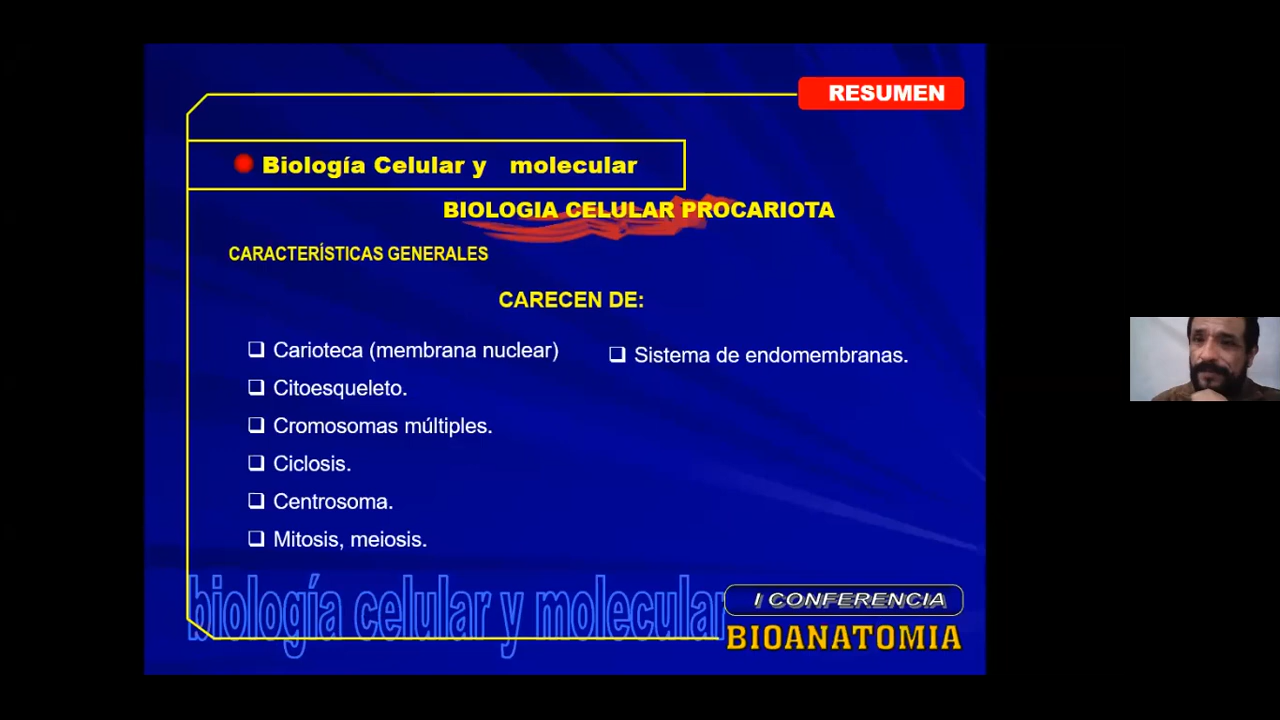 RESUMEN
Biología Celular y molecular
BIOLOGIA CELULAR PROCARIOTA
CARACTERÍSTICAS GENERALES
CARECEN DE:
❑ Carioteca (membrana nuclear)
❑ Citoesqueleto.
❑ Cromosomas múltiples.
❑ Ciclosis.
❑ Centrosoma.
❑ Mitosis, meiosis.
❑ Sistema de endomembranas.
biología celular y molecular
I CONFERENCIA
BIOANATOMIA